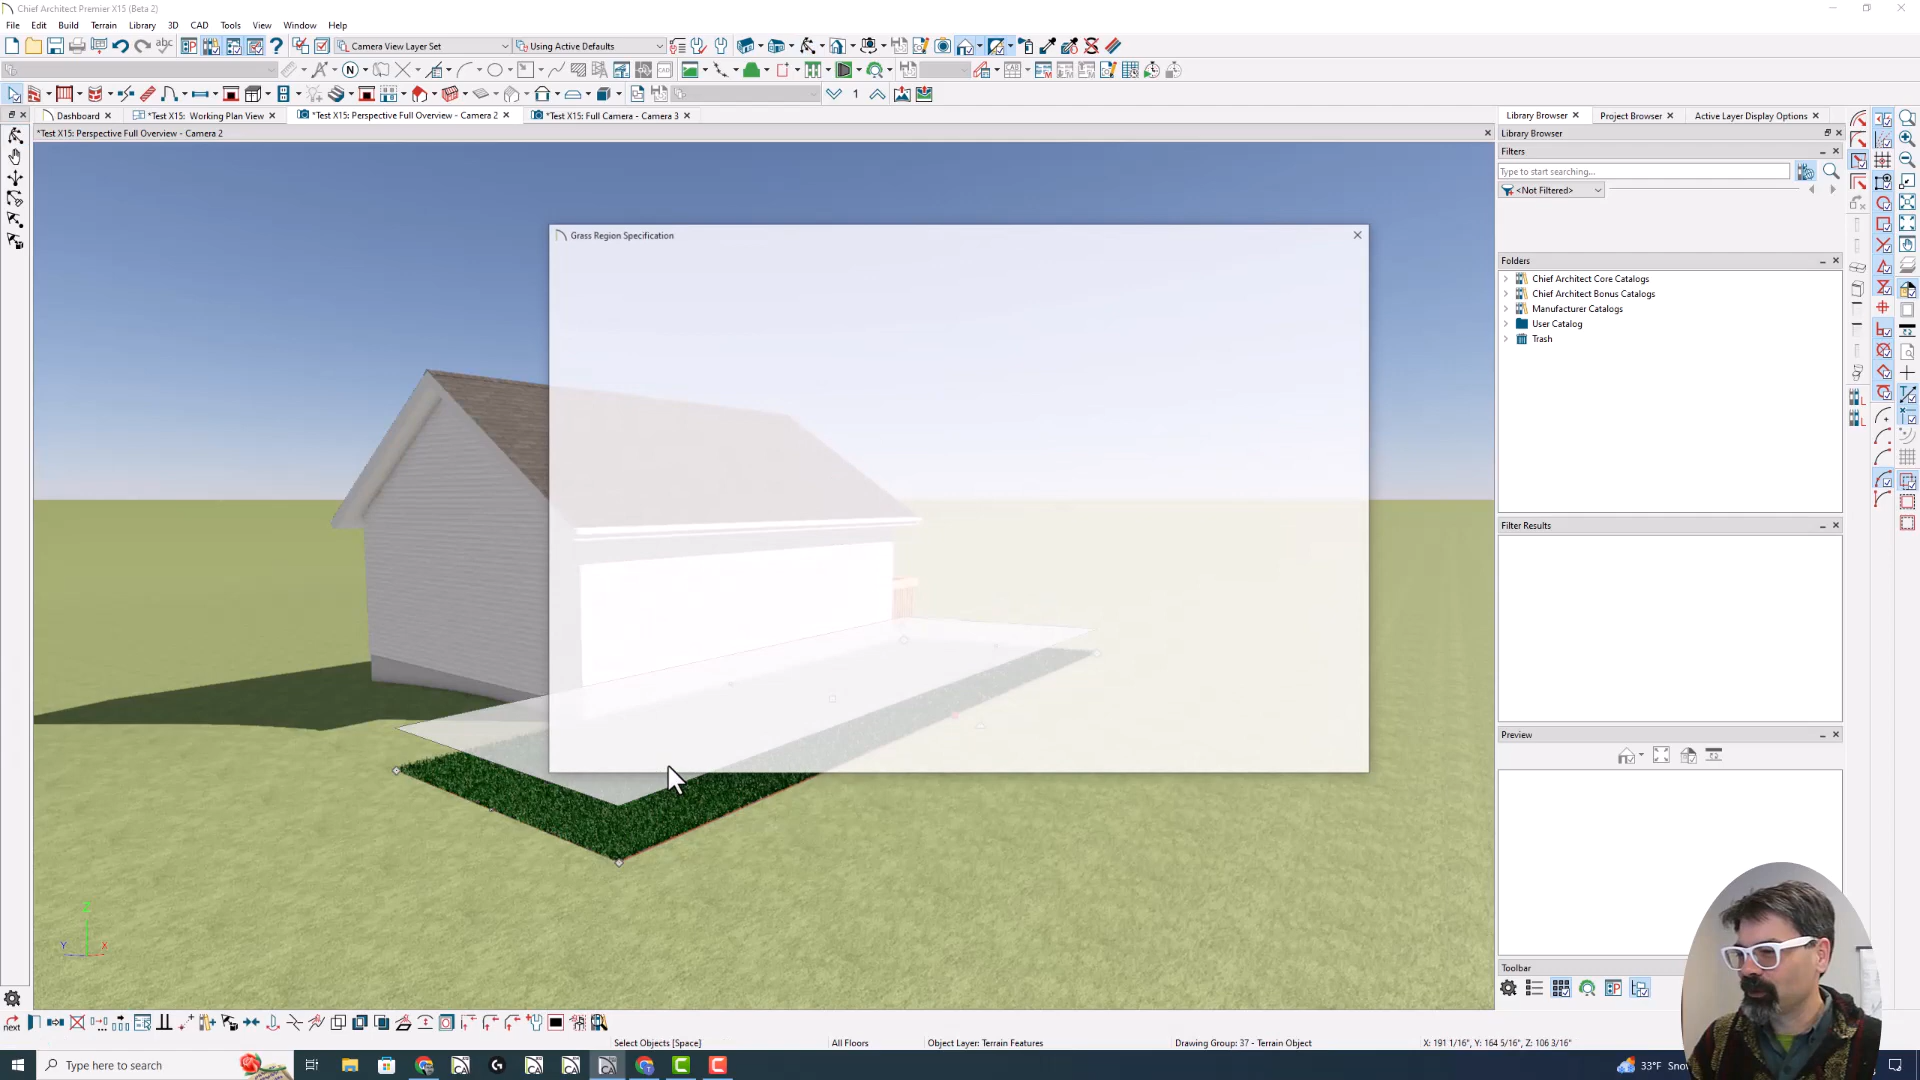 Chief Architect Premier X15 (Beta 2)
File Edit Build Terrain Library 3D CAD Tools View Window Help
Camera View Layer Set
Using Active Defaults
1
Dashboard
*Test X15: Working Plan View
*Test X15: Perspective Full Overview - Camera 2
*Test X15: Full Camera - Camera 3
*Test X15: Perspective Full Overview - Camera 2
Library Browser
Project Browser
Active Layer Display Options
Library Browser
Filters
Type to start searching...
<Not Filtered>
Folders
Chief Architect Core Catalogs
Chief Architect Bonus Catalogs
Manufacturer Catalogs
User Catalog
Trash
Filter Results
Preview
Toolbar
Grass Region Specification
Z
Y
X
next
Select Objects [Space]
All Floors
Object Layer: Terrain Features
Drawing Group: 37 - Terrain Object
X: 191 1/16", Y: 164 5/16", Z: 106 3/16"
Type here to search
33°F